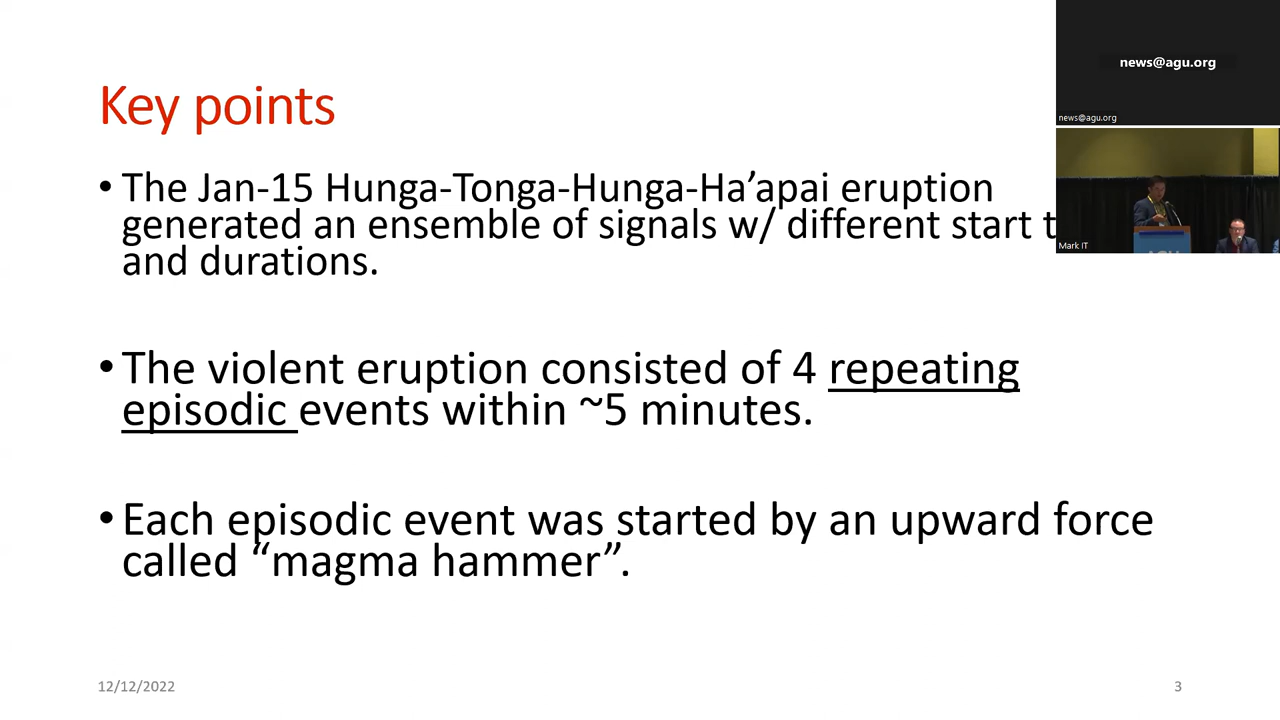 news@agu.org
news@agu.org
Key points
• The Jan-15 Hunga-Tonga-Hunga-Ha’apai eruption
generated an ensemble of signals w/ different start
and durations.
Mark IT
• The violent eruption consisted of 4 repeating
episodic events within ~5 minutes.
• Each episodic event was started by an upward force
called “magma hammer”.
12/12/2022
3